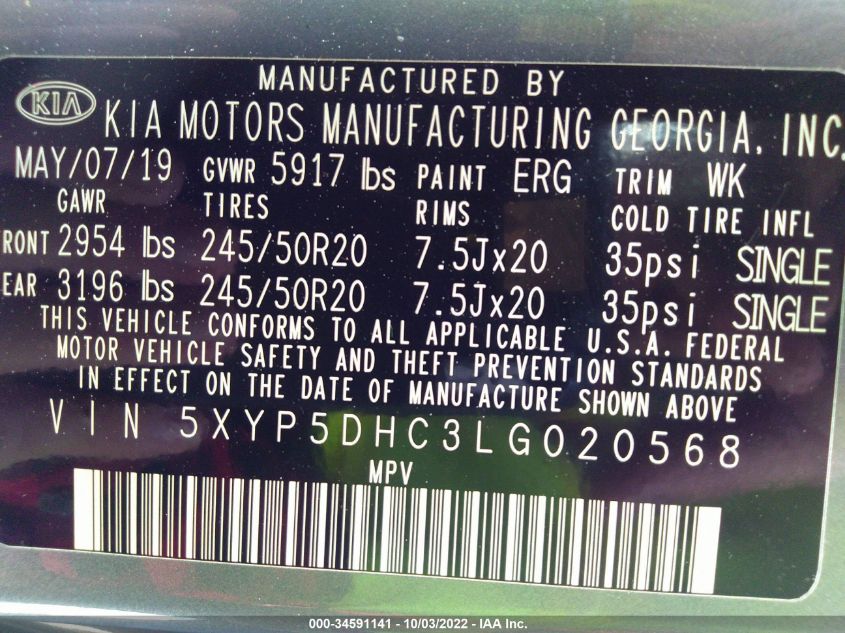 MANUFACTURED BY
KIA KIA MOTORS MANUFACTURING GEORGIA, INC.
MAY/07/19 GVWR 5917 lbs PAINT ERG TRIM WK
GAWR TIRES RIMS COLD TIRE INFL
RONT 2954 lbs 245/50R20 7.5Jx20 35psi SINGLE
EAR 3196 lbs 245/50R20 7.5Jx20 35psi SINGLE
THIS VEHICLE CONFORMS TO ALL APPLICABLE U.S.A. FEDERAL
MOTOR VEHICLE SAFETY AND THEFT PREVENTION STANDARDS
IN EFFECT ON THE DATE OF MANUFACTURE SHOWN ABOVE
VIN 5XYP5DHC3LG020568
MPV
000-34591141 - 10/03/2022 - IAA Inc.